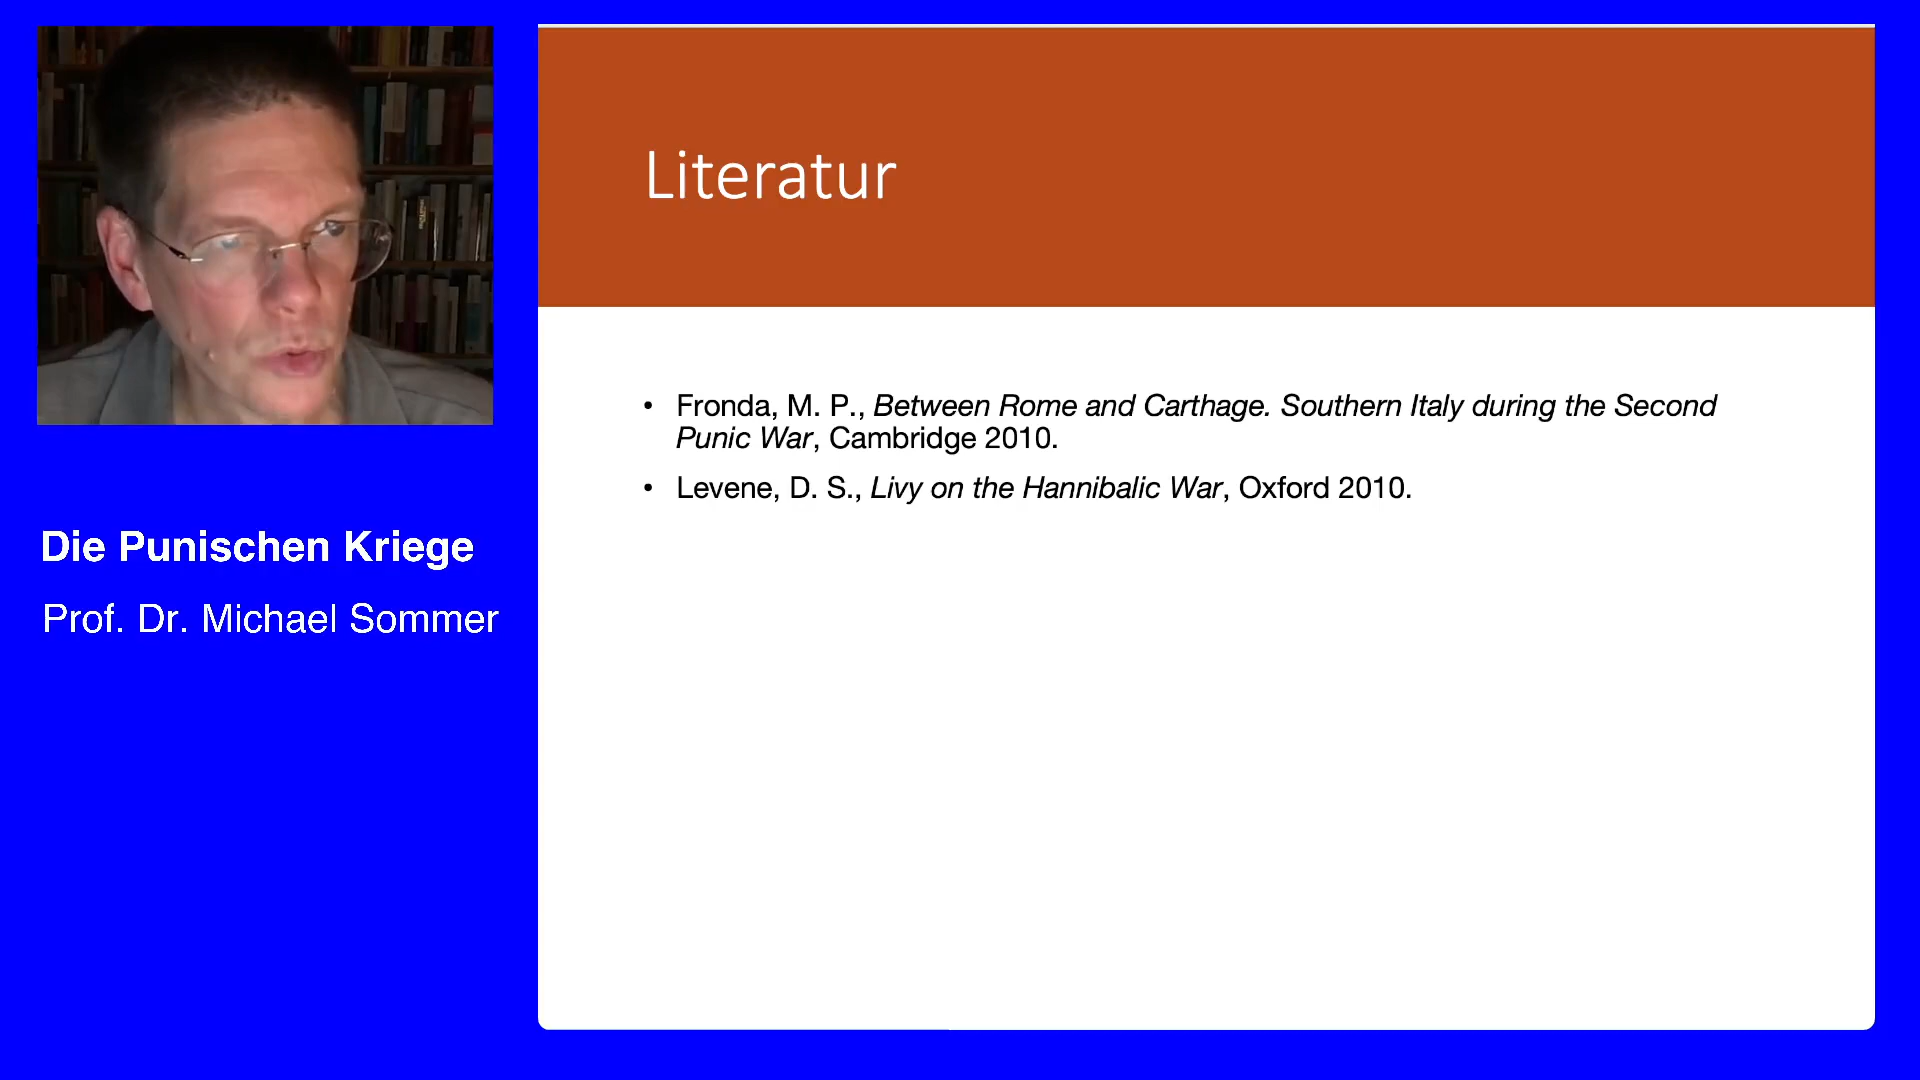 Literatur
• Fronda, M. P., Between Rome and Carthage. Southern Italy during the Second
Punic War, Cambridge 2010.
• Levene, D. S., Livy on the Hannibalic War, Oxford 2010.
Die Punischen Kriege
Prof. Dr. Michael Sommer